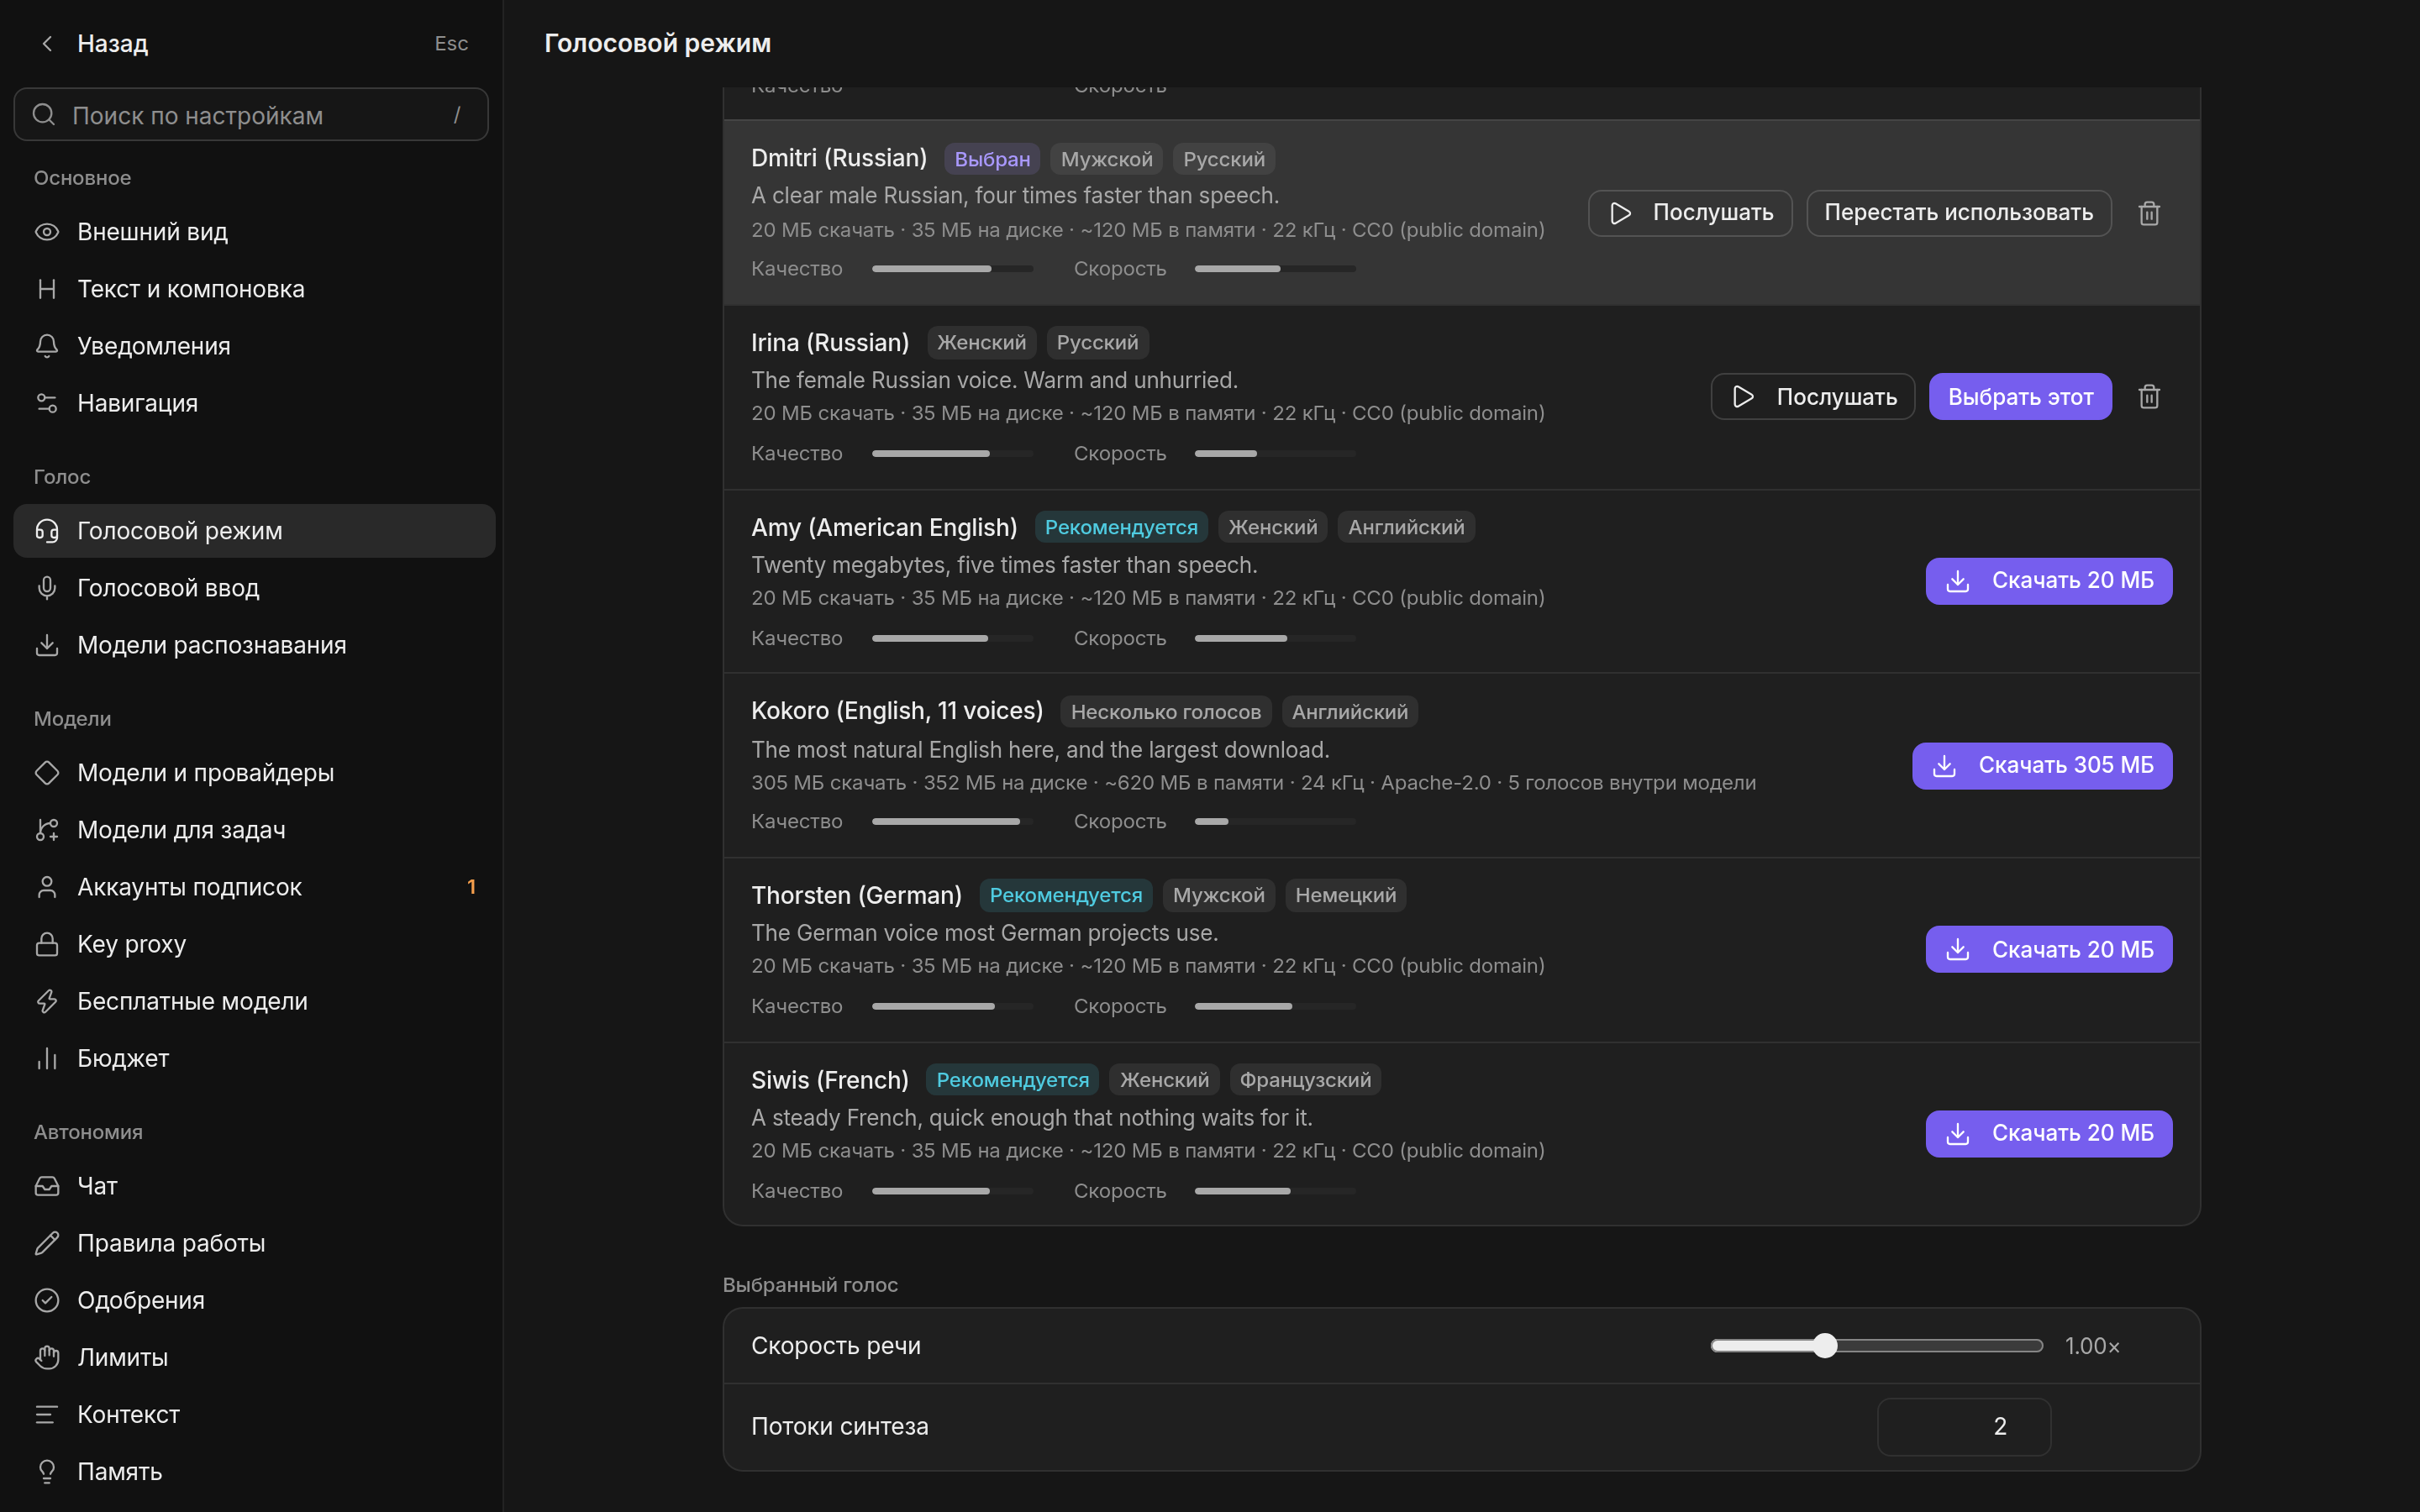 Назад Esc
Поиск по настройкам /
Основное
Внешний вид
Текст и компоновка
Уведомления
Навигация
Голос
Голосовой режим
Голосовой ввод
Модели распознавания
Модели
Модели и провайдеры
Модели для задач
Аккаунты подписок 1
Key proxy
Бесплатные модели
Бюджет
Автономия
Чат
Правила работы
Одобрения
Лимиты
Контекст
Память
Голосовой режим
Качество Скорость
Dmitri (Russian) Выбран Мужской Русский
A clear male Russian, four times faster than speech.
20 МБ скачать · 35 МБ на диске · ~120 МБ в памяти · 22 кГц · CC0 (public domain)
Качество Скорость
Послушать Перестать использовать
Irina (Russian) Женский Русский
The female Russian voice. Warm and unhurried.
20 МБ скачать · 35 МБ на диске · ~120 МБ в памяти · 22 кГц · CC0 (public domain)
Качество Скорость
Послушать Выбрать этот
Amy (American English) Рекомендуется Женский Английский
Twenty megabytes, five times faster than speech.
20 МБ скачать · 35 МБ на диске · ~120 МБ в памяти · 22 кГц · CC0 (public domain)
Качество Скорость
Скачать 20 МБ
Kokoro (English, 11 voices) Несколько голосов Английский
The most natural English here, and the largest download.
305 МБ скачать · 352 МБ на диске · ~620 МБ в памяти · 24 кГц · Apache-2.0 · 5 голосов внутри модели
Качество Скорость
Скачать 305 МБ
Thorsten (German) Рекомендуется Мужской Немецкий
The German voice most German projects use.
20 МБ скачать · 35 МБ на диске · ~120 МБ в памяти · 22 кГц · CC0 (public domain)
Качество Скорость
Скачать 20 МБ
Siwis (French) Рекомендуется Женский Французский
A steady French, quick enough that nothing waits for it.
20 МБ скачать · 35 МБ на диске · ~120 МБ в памяти · 22 кГц · CC0 (public domain)
Качество Скорость
Скачать 20 МБ
Выбранный голос
Скорость речи 1.00×
Потоки синтеза 2